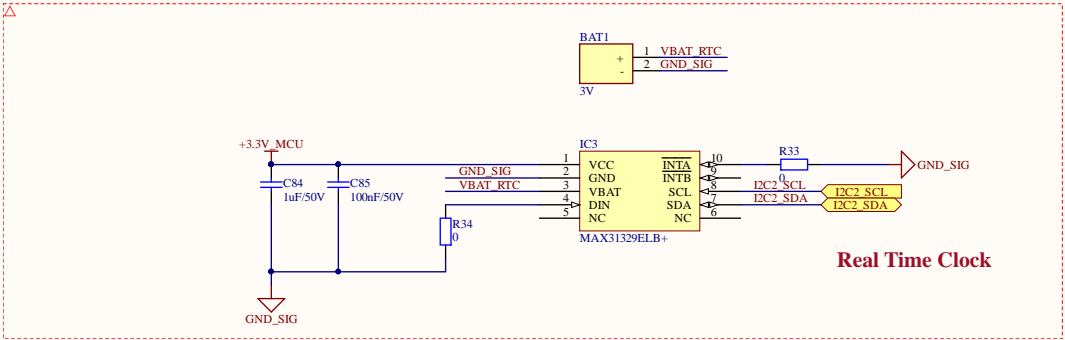 BAT1
1 VBAT_RTC
+
2 GND_SIG
-
3V
+3.3V_MCU
IC3
1 VCC
GND_SIG 2 GND
VBAT_RTC 3 VBAT
4 DIN
5 NC
INTA 10
INTB 9
SCL 8 I2C2_SCL I2C2_SCL
SDA 7 I2C2_SDA I2C2_SDA
NC 6
MAX31329ELB+
R33
0
GND_SIG
C84
1uF/50V
C85
100nF/50V
R34
0
GND_SIG
Real Time Clock